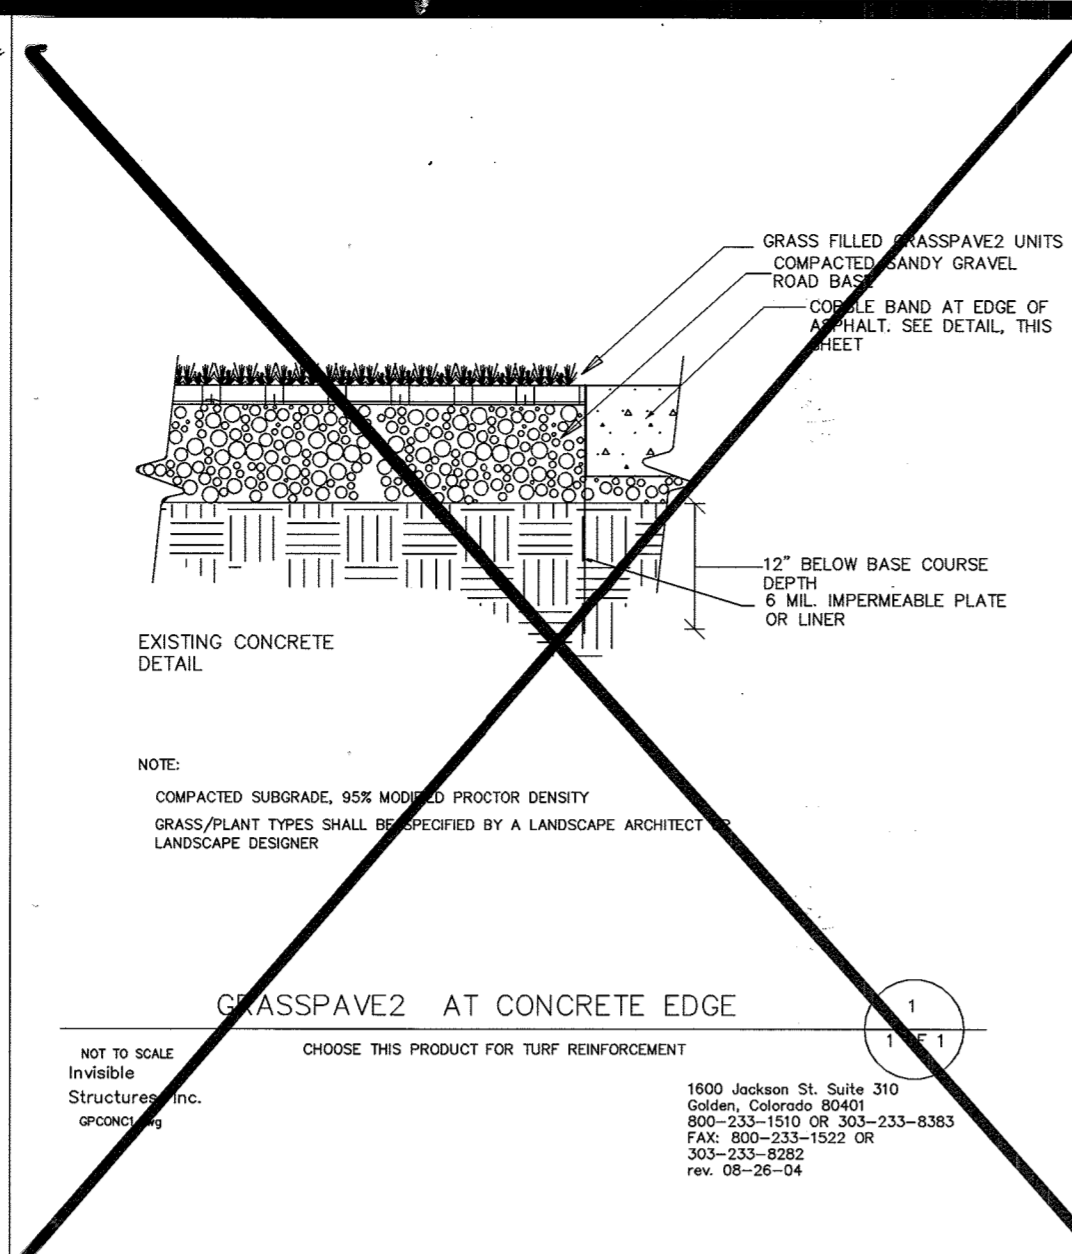 GRASS FILLED GRASSPAVE2 UNITS
COMPACTED SANDY GRAVEL
ROAD BASE
COBBLE BAND AT EDGE OF
ASPHALT. SEE DETAIL, THIS
SHEET
12" BELOW BASE COURSE
DEPTH
6 MIL. IMPERMEABLE PLATE
OR LINER
EXISTING CONCRETE
DETAIL
NOTE:
COMPACTED SUBGRADE, 95% MODIFIED PROCTOR DENSITY
GRASS/PLANT TYPES SHALL BE SPECIFIED BY A LANDSCAPE ARCHITECT OR
LANDSCAPE DESIGNER
GRASSPAVE2 AT CONCRETE EDGE
1
1 OF 1
NOT TO SCALE
CHOOSE THIS PRODUCT FOR TURF REINFORCEMENT
Invisible
Structures, Inc.
GPCONC1.dwg
1600 Jackson St. Suite 310
Golden, Colorado 80401
800-233-1510 OR 303-233-8383
FAX: 800-233-1522 OR
303-233-8282
rev. 08-26-04